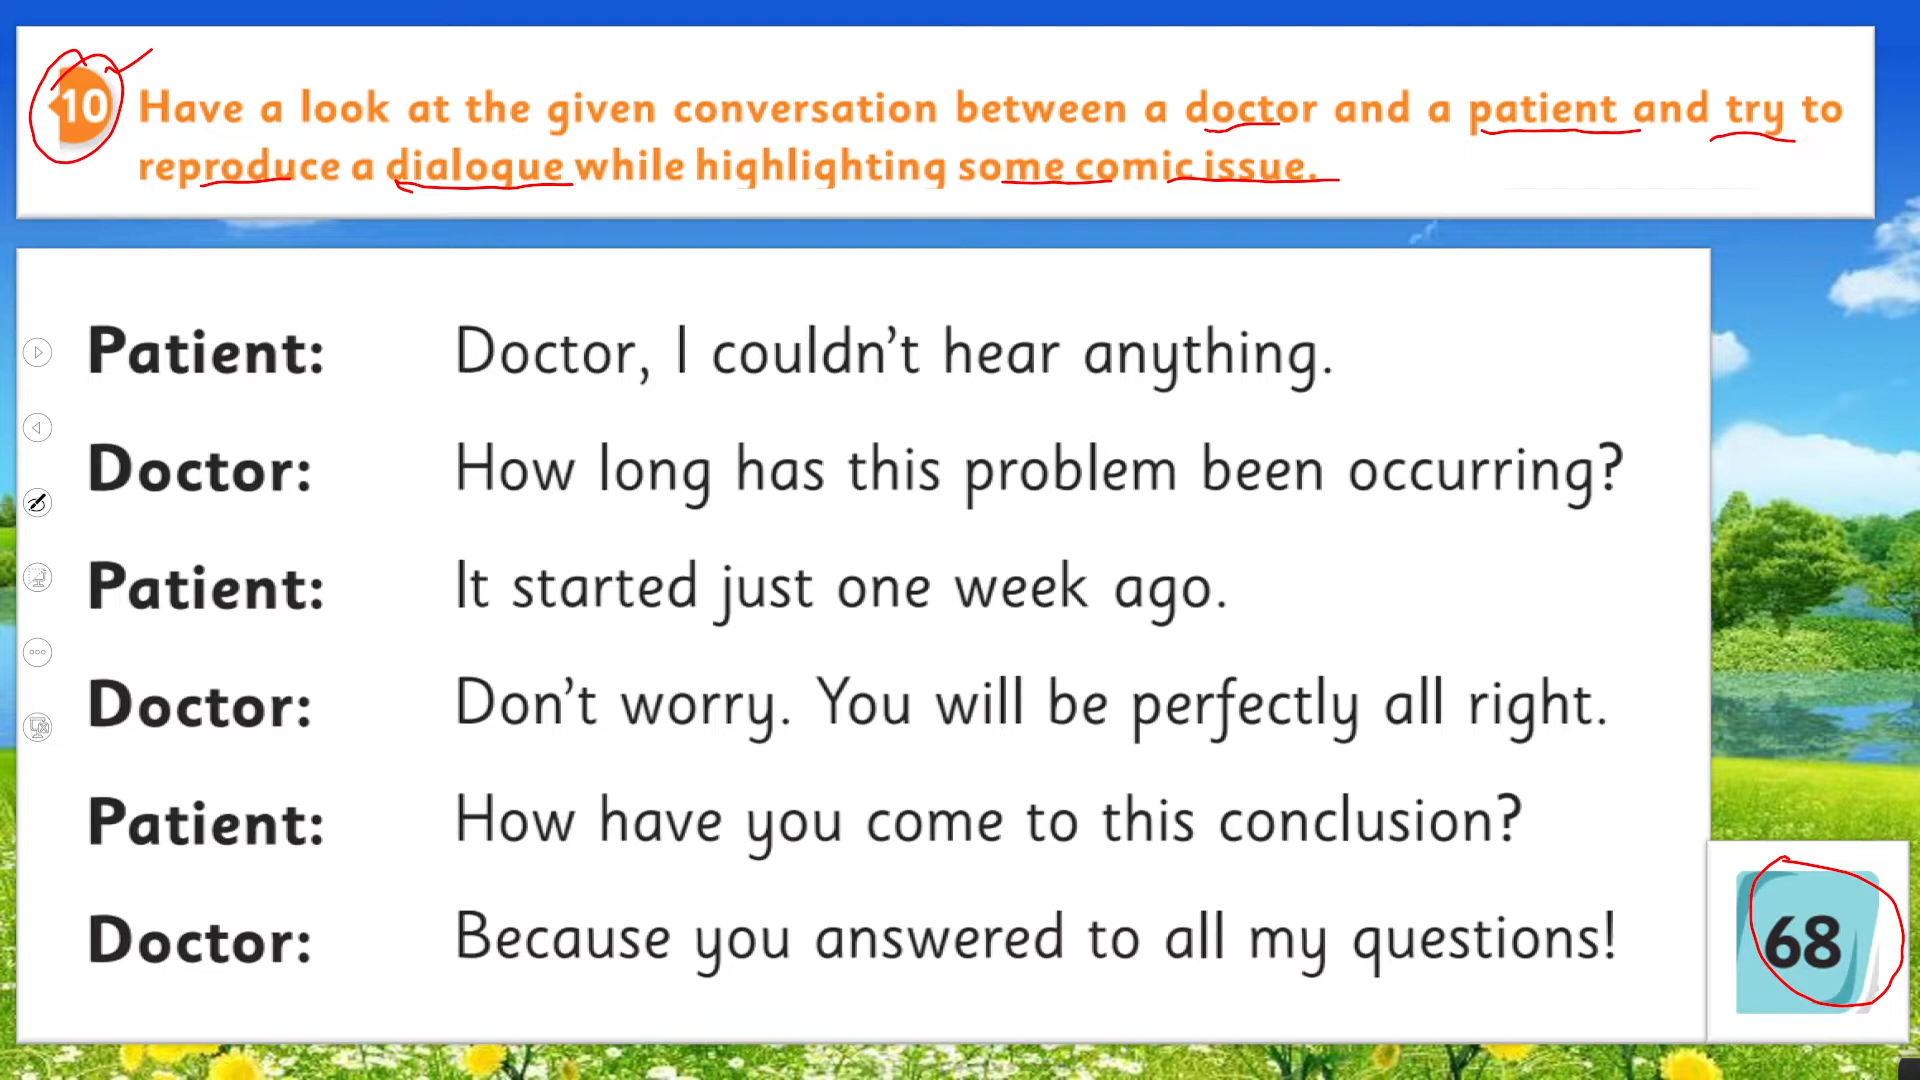 10 Have a look at the given conversation between a doctor and a patient and try to
reproduce a dialogue while highlighting some comic issue.
Patient: Doctor, I couldn't hear anything.
Doctor: How long has this problem been occurring?
Patient: It started just one week ago.
Doctor: Don't worry. You will be perfectly all right.
Patient: How have you come to this conclusion?
Doctor: Because you answered to all my questions!
68